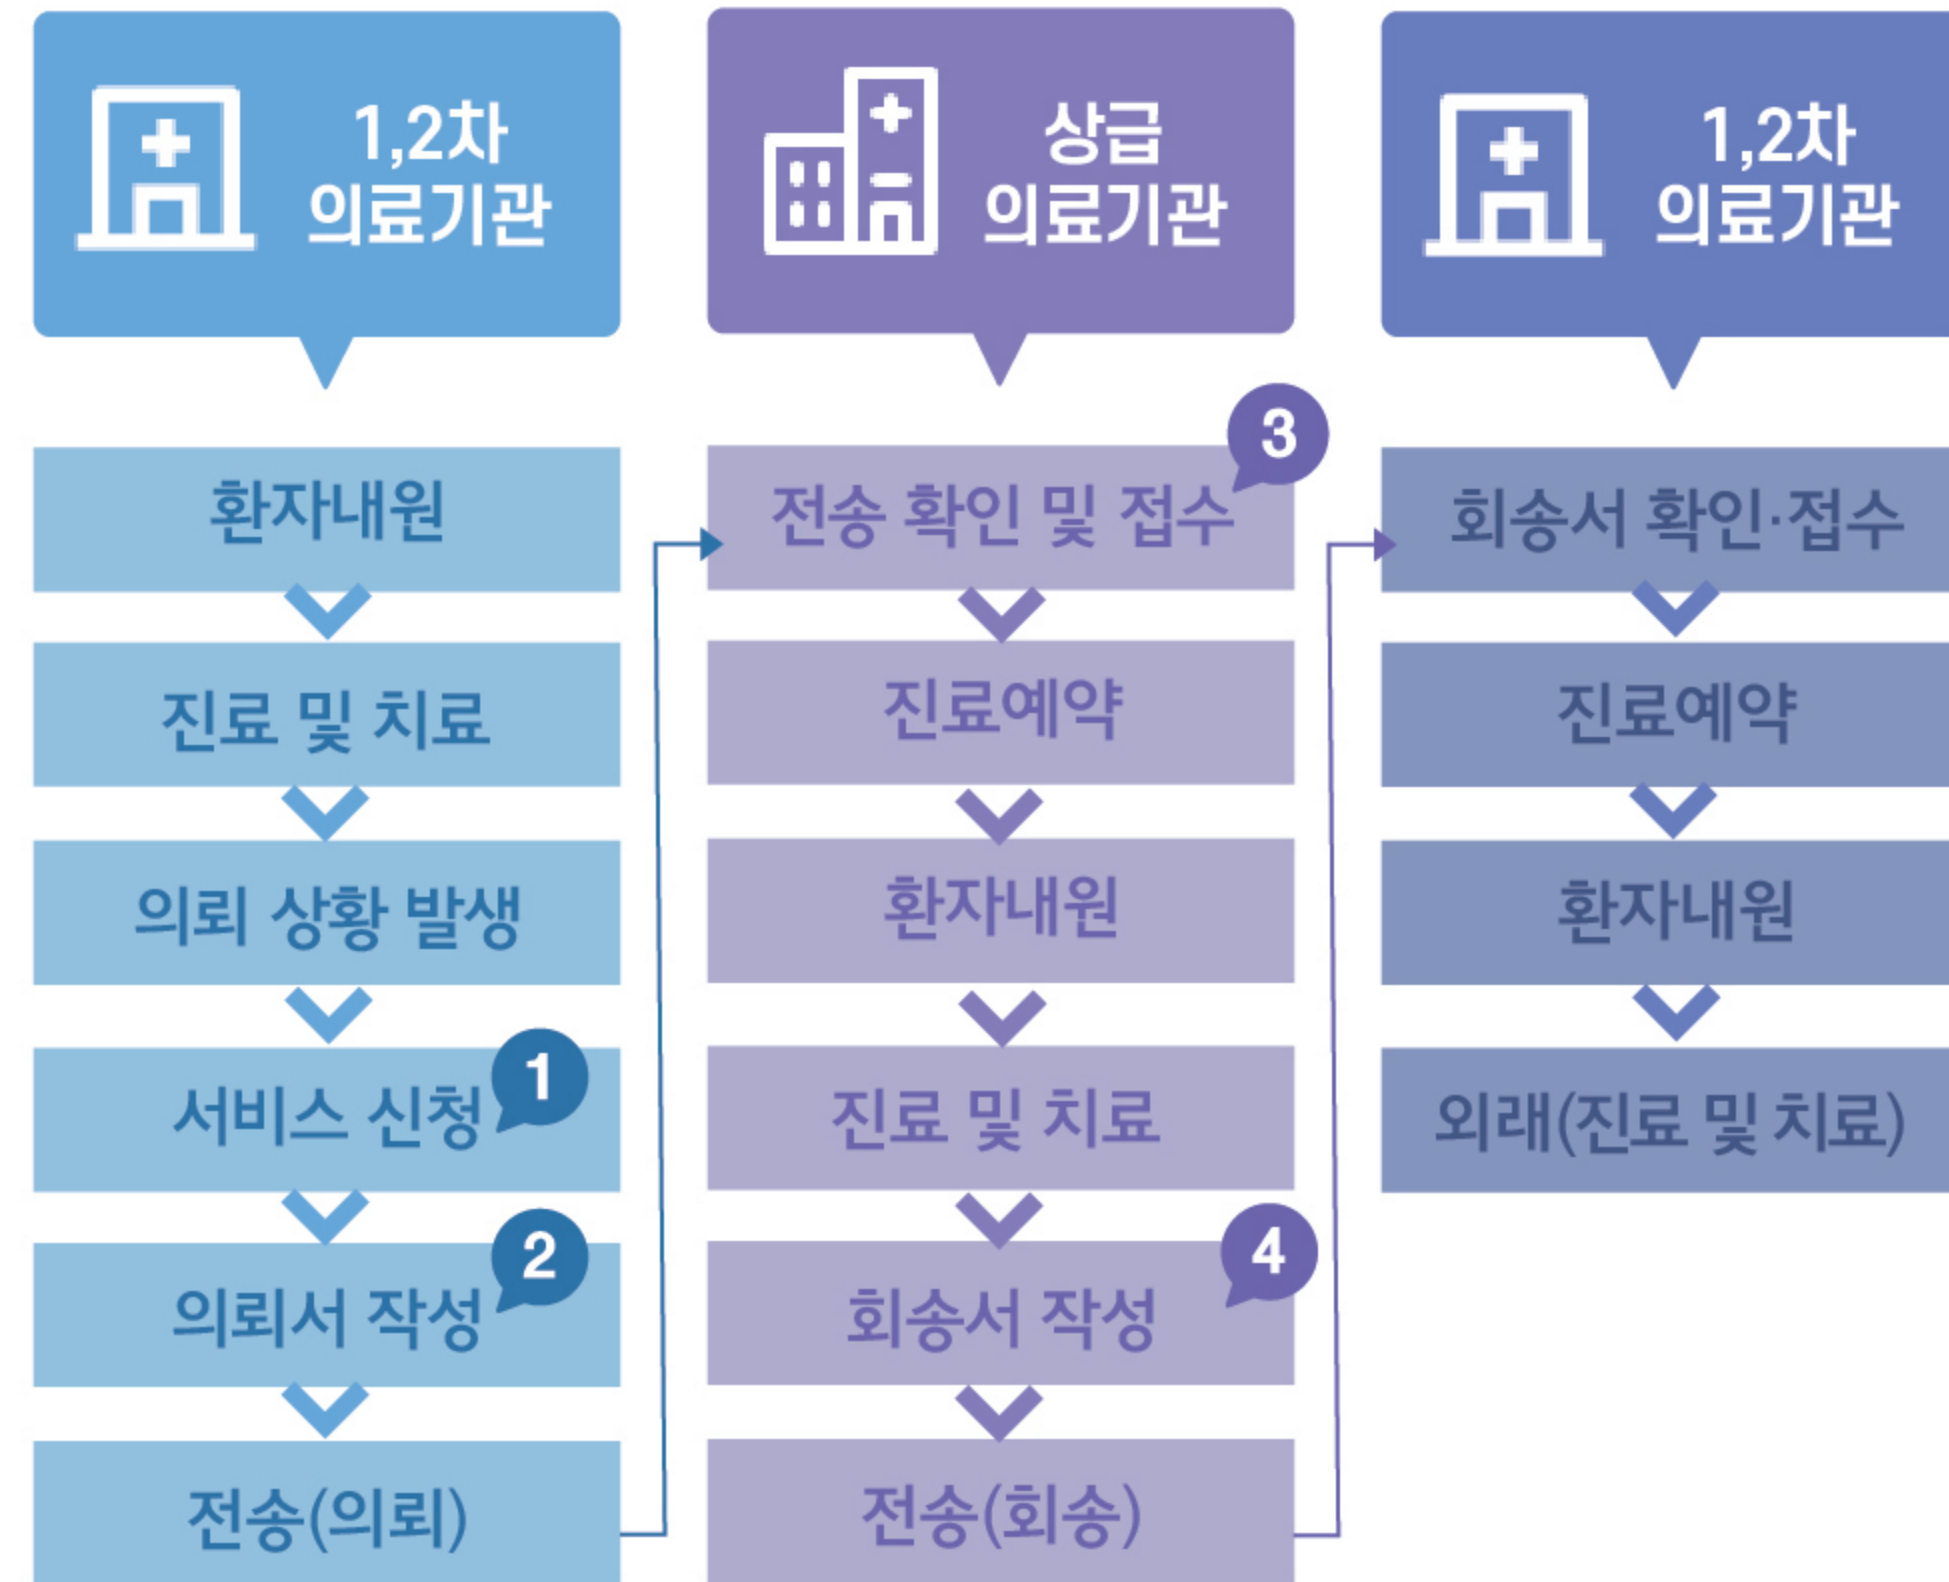 1,2차
의료기관
환자내원
진료 및 치료
의뢰 상황 발생
서비스 신청
1
의뢰서 작성
2
전송(의뢰)
상급
의료기관
전송 확인 및 접수
3
진료예약
환자내원
진료 및 치료
회송서 작성
4
전송(회송)
1,2차
의료기관
회송서 확인·접수
진료예약
환자내원
외래(진료 및 치료)